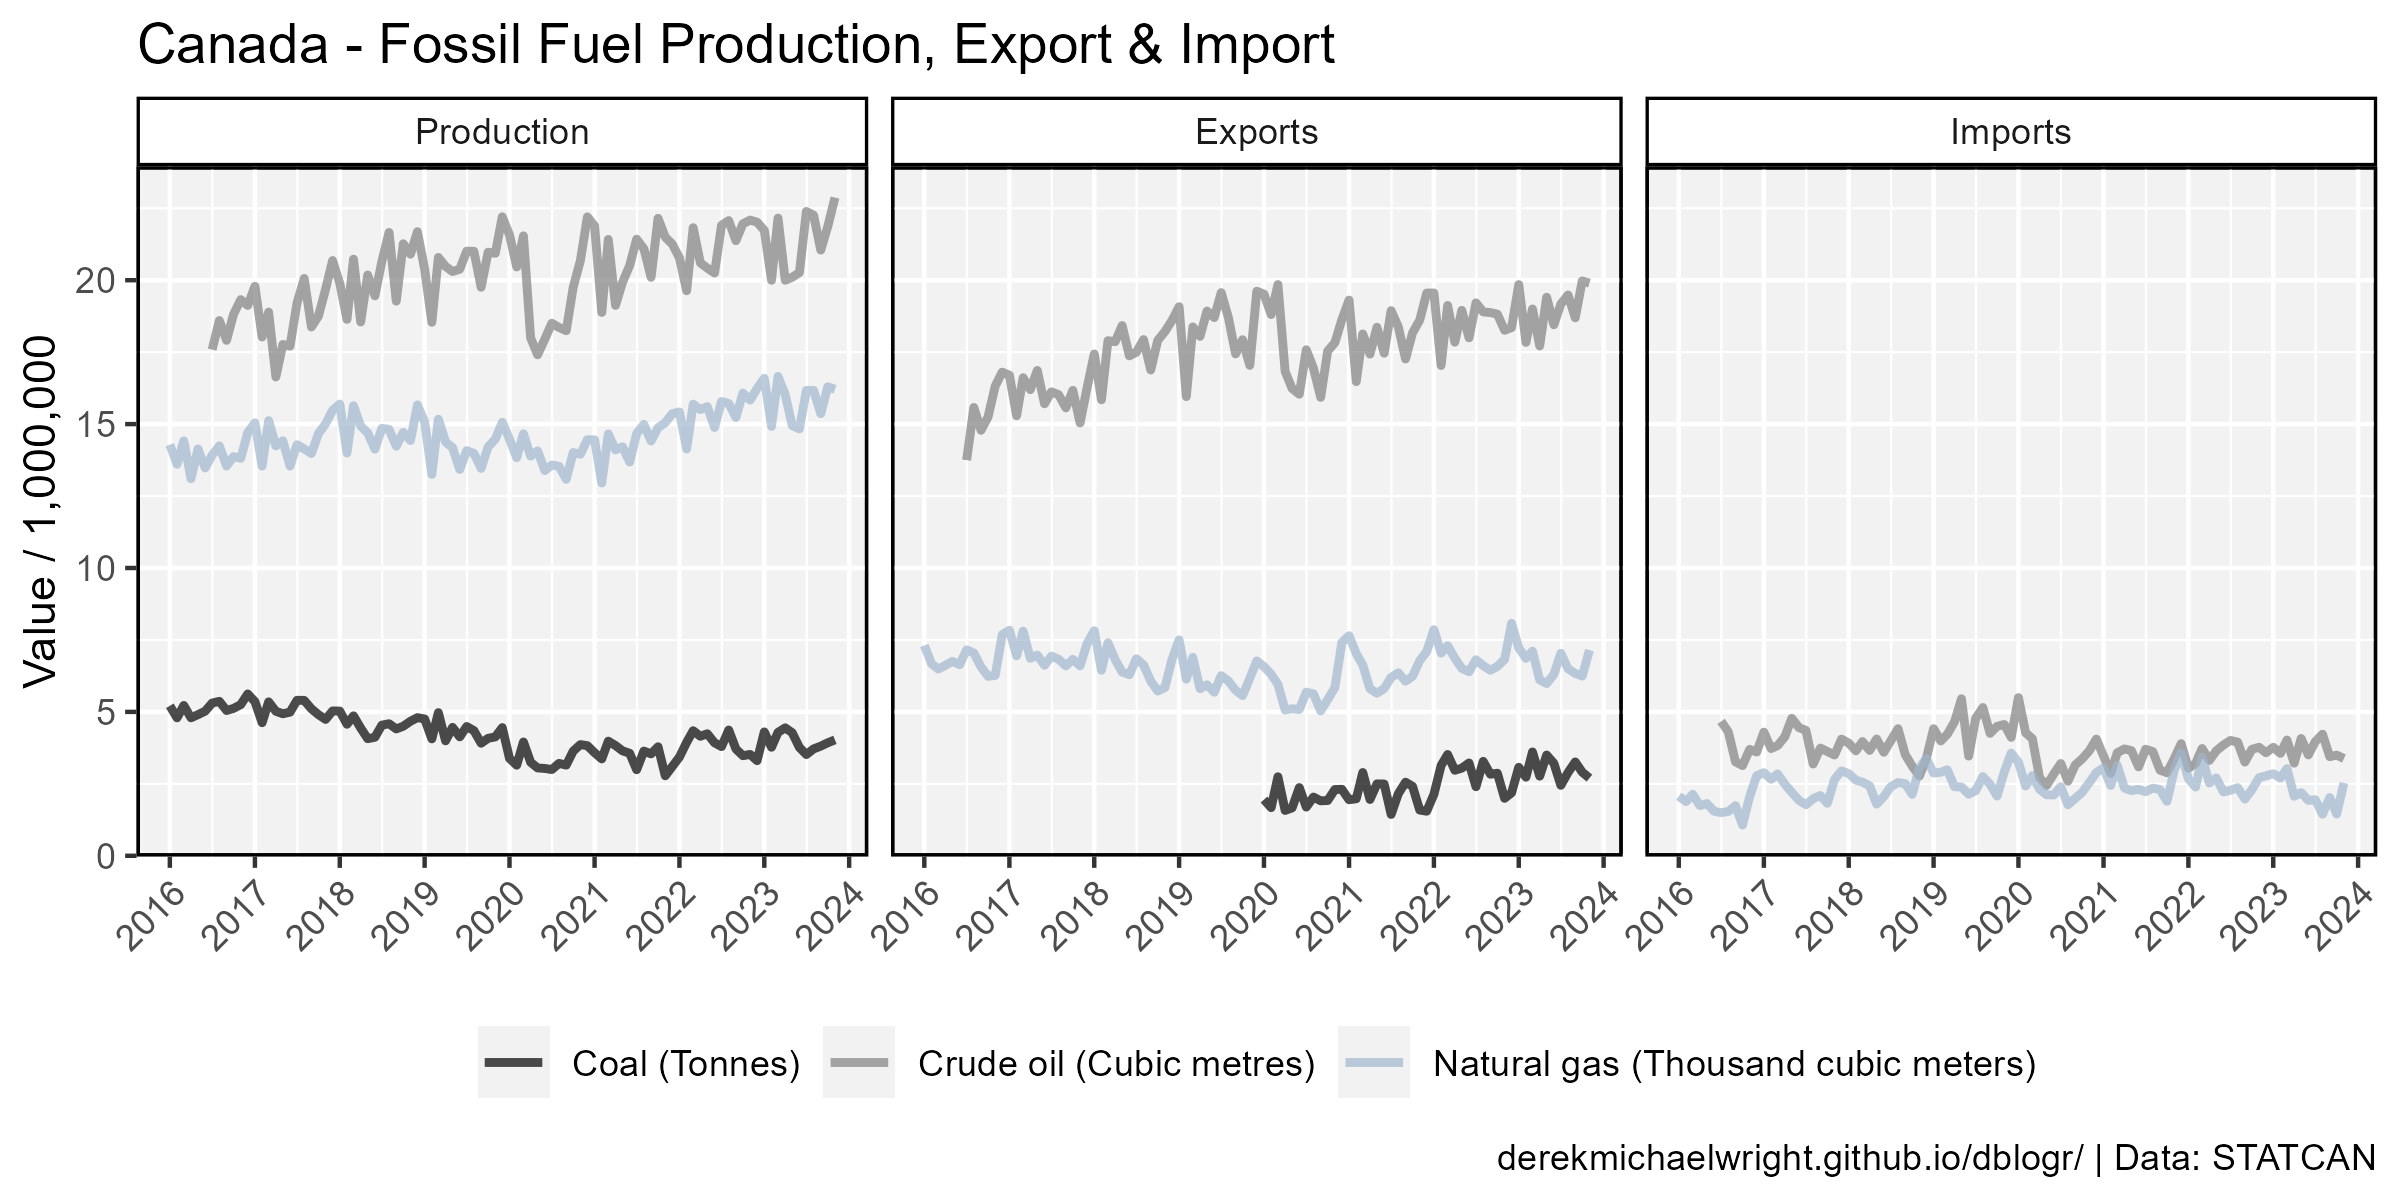 Canada - Fossil Fuel Production, Export & Import
Production
Exports
Imports
Value / 1,000,000
20
15
10
5
0
2016 2017 2018 2019 2020 2021 2022 2023 2024
2016 2017 2018 2019 2020 2021 2022 2023 2024
2016 2017 2018 2019 2020 2021 2022 2023 2024
Coal (Tonnes) Crude oil (Cubic metres) Natural gas (Thousand cubic meters)
derekmichaelwright.github.io/dblogr/ | Data: STATCAN